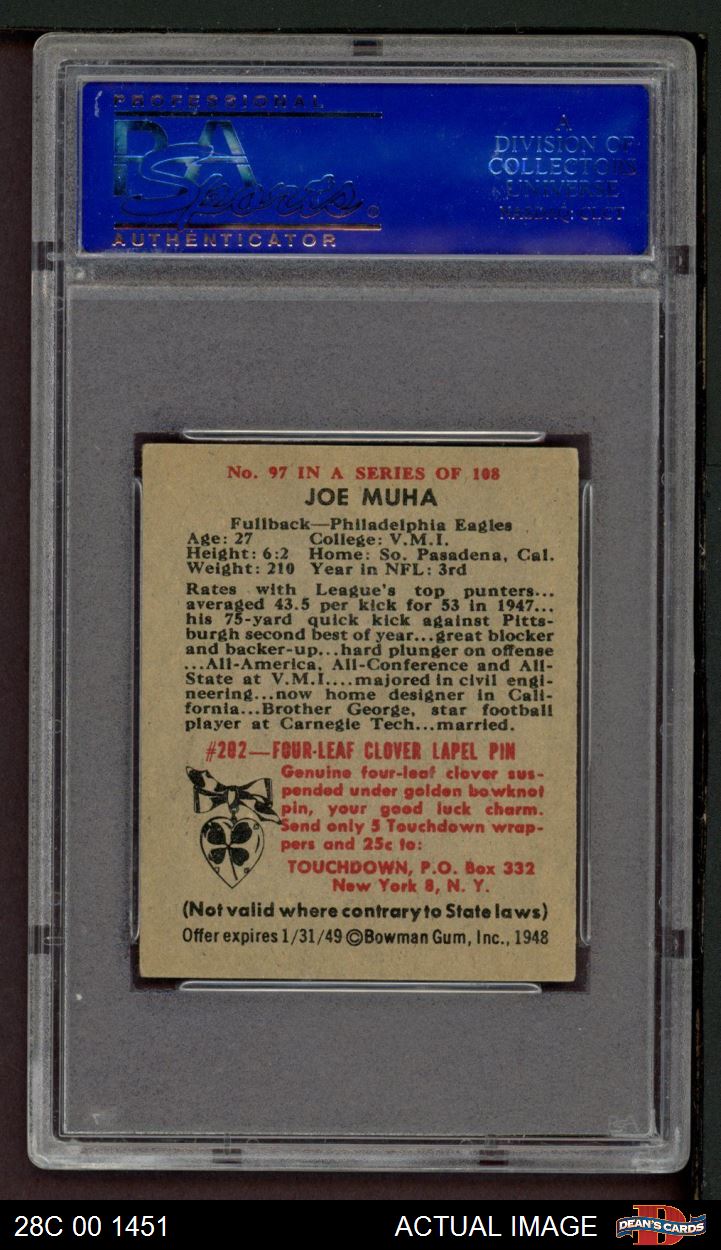 PROFESSIONAL
PSA
Sports
AUTHENTICATOR
A
DIVISION OF
COLLECTORS
UNIVERSE
NASDAQ: CLCT
No. 97 IN A SERIES OF 108
JOE MUHA
Fullback—Philadelphia Eagles
Age: 27 College: V.M.I.
Height: 6:2 Home: So. Pasadena, Cal.
Weight: 210 Year in NFL: 3rd
Rates with League's top punters...
averaged 43.5 per kick for 53 in 1947...
his 75-yard quick kick against Pitts-
burgh second best of year...great blocker
and backer-up...hard plunger on offense
...All-America, All-Conference and All-
State at V.M.I....majored in civil engi-
neering...now home designer in Cali-
fornia...Brother George, star football
player at Carnegie Tech...married.
#202—FOUR-LEAF CLOVER LAPEL PIN
Genuine four-leaf clover sus-
pended under golden bowknot
pin, your good luck charm.
Send only 5 Touchdown wrap-
pers and 25c to:
TOUCHDOWN, P.O. Box 332
New York 8, N. Y.
(Not valid where contrary to State laws)
Offer expires 1/31/49 ©Bowman Gum, Inc., 1948
PSA
28C 00 1451 ACTUAL IMAGE DEAN'S CARDS